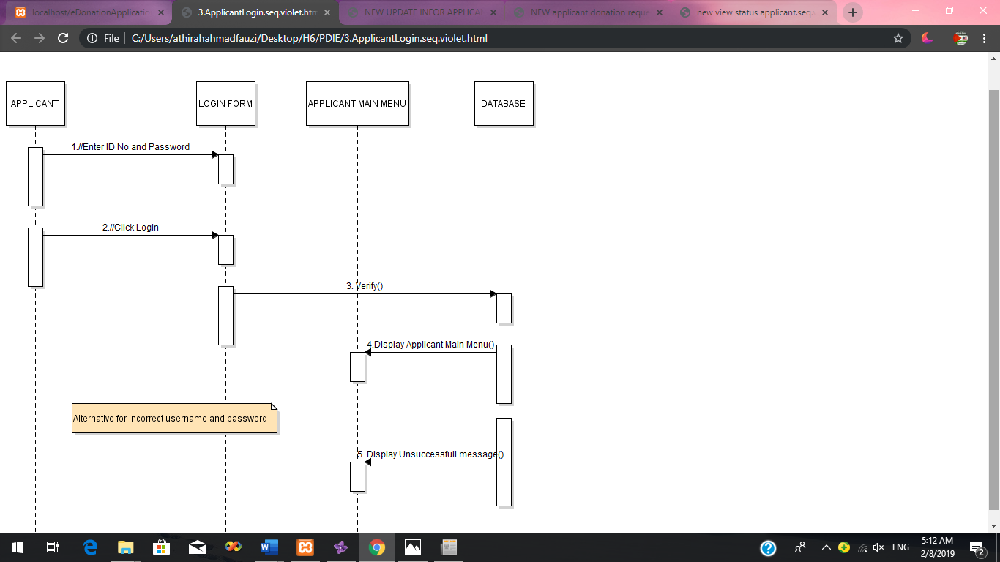 localhost/eDonationApplicatio
3.ApplicantLogin.seq.violet.htm
NEW UPDATE INFOR APPLICA
NEW applicant donation reque
new view status applicant.seq.
File
C:/Users/athirahahmadfauzi/Desktop/H6/PDIE/3.ApplicantLogin.seq.violet.html
APPLICANT
LOGIN FORM
APPLICANT MAIN MENU
DATABASE
1.//Enter ID No and Password
2.//Click Login
3. Verify()
4.Display Applicant Main Menu()
Alternative for incorrect username and password
5. Display Unsuccessfull message()
ENG
5:12 AM
2/8/2019
2